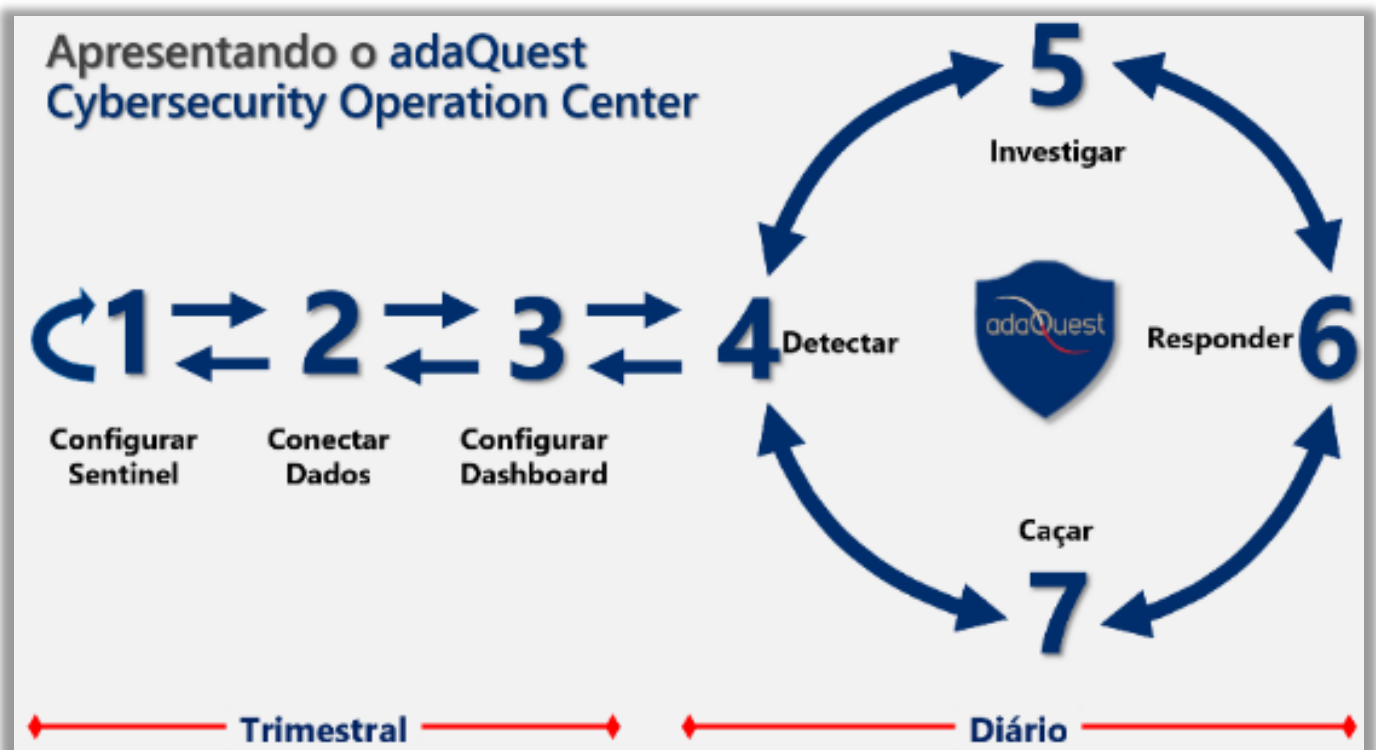 Apresentando o adaQuest
Cybersecurity Operation Center
5
Investigar
1
2
3
4
Detectar
adaQuest
Responder
6
Configurar
Sentinel
Conectar
Dados
Configurar
Dashboard
Caçar
7
Trimestral
Diário